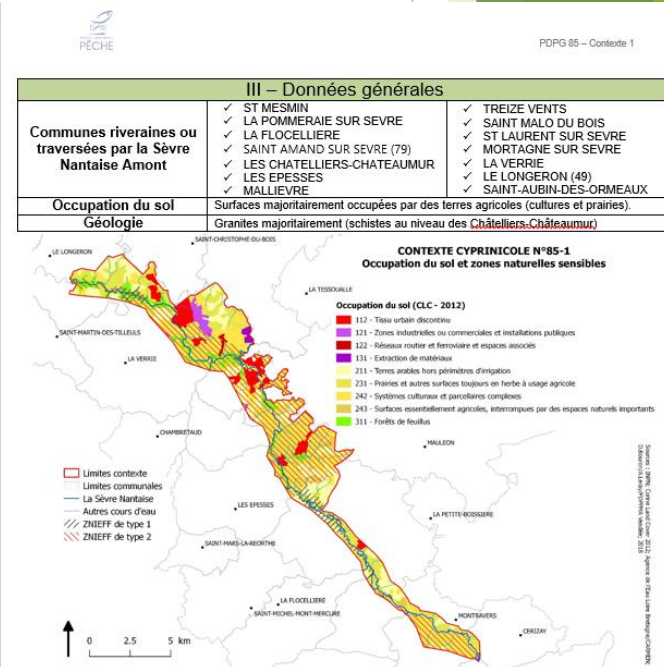 PÊCHE
PDPG 85 – Contexte 1
III – Données générales
Communes riveraines ou
traversées par la Sèvre
Nantaise Amont
✓ ST MESMIN
✓ LA POMMERAIE SUR SEVRE
✓ LA FLOCELLIERE
✓ SAINT AMAND SUR SEVRE (79)
✓ LES CHATELLIERS-CHATEAUMUR
✓ LES EPESSES
✓ MALLIEVRE
✓ TREIZE VENTS
✓ SAINT MALO DU BOIS
✓ ST LAURENT SUR SEVRE
✓ MORTAGNE SUR SEVRE
✓ LA VERRIE
✓ LE LONGERON (49)
✓ SAINT-AUBIN-DES-ORMEAUX
Occupation du sol
Surfaces majoritairement occupées par des terres agricoles (cultures et prairies).
Géologie
Granites majoritairement (schistes au niveau des Châtelliers-Châteaumur)
CONTEXTE CYPRINICOLE N°85-1
Occupation du sol et zones naturelles sensibles
SAINT-CHRISTOPHE-DU-BOIS
LE LONGERON
LA TESSOUALLE
SAINT-MARTIN-DES-TILLEULS
LA VERRIE
CHAMBRETAUD
MAULEON
LES EPESSES
LA PETITE-BOISSIERE
SAINT-MARS-LA-REORTHE
LA FLOCELLIERE
SAINT-MICHEL-MONT-MERCURE
MONTRAVERS
CERIZAY
Occupation du sol (CLC - 2012)
112 - Tissu urbain discontinu
121 - Zones industrielles ou commerciales et installations publiques
122 - Réseaux routier et ferroviaire et espaces associés
131 - Extraction de matériaux
211 - Terres arables hors périmètres d'irrigation
231 - Prairies et autres surfaces toujours en herbe à usage agricole
242 - Systèmes culturaux et parcellaires complexes
243 - Surfaces essentiellement agricoles, interrompues par des espaces naturels importants
311 - Forêts de feuillus
Limites contexte
Limites communales
La Sèvre Nantaise
Autres cours d'eau
ZNIEFF de type 1
ZNIEFF de type 2
0 2.5 5 km